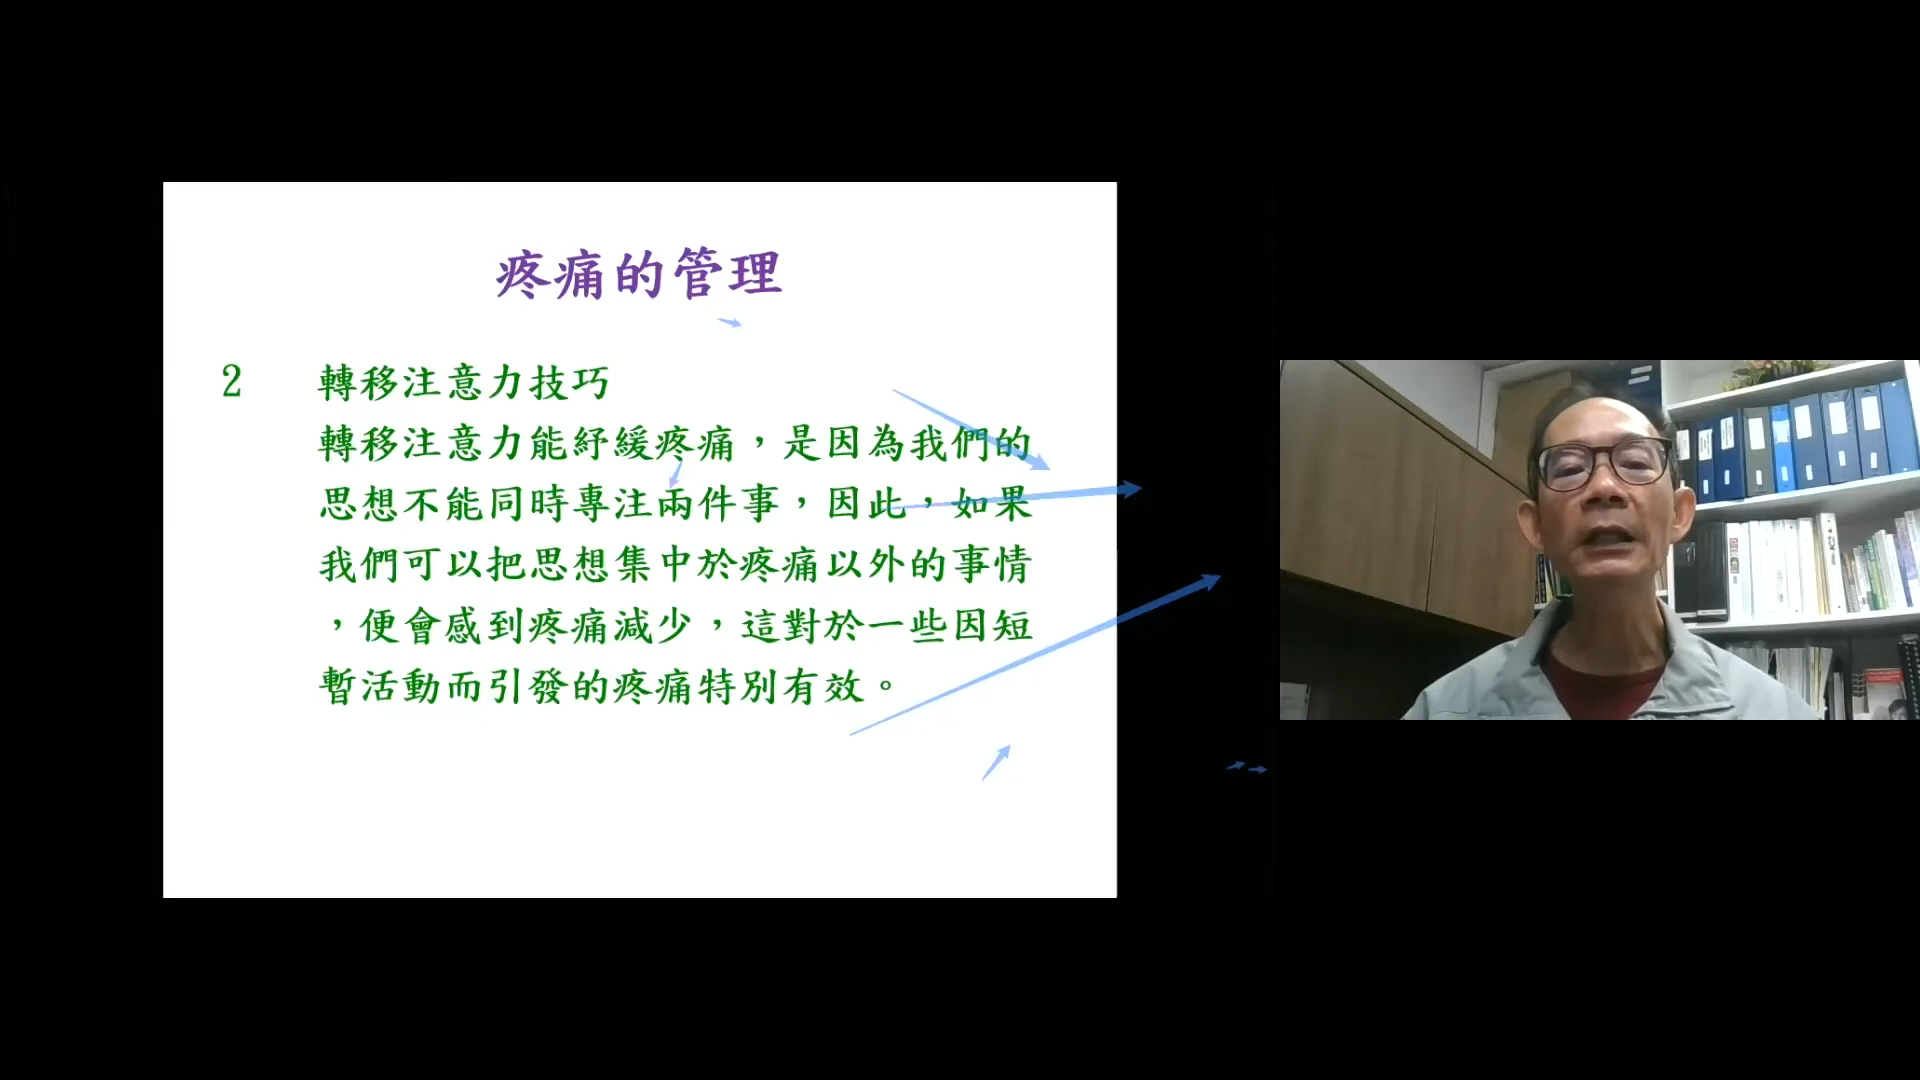 疼痛的管理
2 轉移注意力技巧
轉移注意力能紓緩疼痛，是因為我們的
思想不能同時專注兩件事，因此，如果
我們可以把思想集中於疼痛以外的事情
，便會感到疼痛減少，這對於一些因短
暫活動而引發的疼痛特別有效。